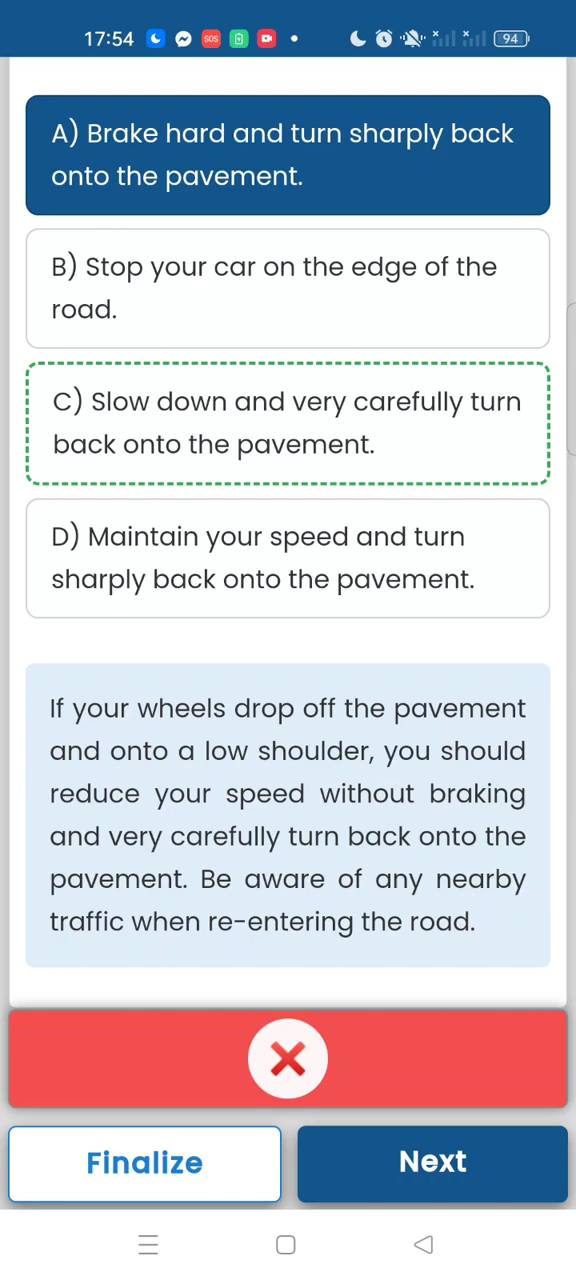 17:54 SOS 94
A) Brake hard and turn sharply back
onto the pavement.
B) Stop your car on the edge of the
road.
C) Slow down and very carefully turn
back onto the pavement.
D) Maintain your speed and turn
sharply back onto the pavement.
If your wheels drop off the pavement
and onto a low shoulder, you should
reduce your speed without braking
and very carefully turn back onto the
pavement. Be aware of any nearby
traffic when re-entering the road.
Finalize Next